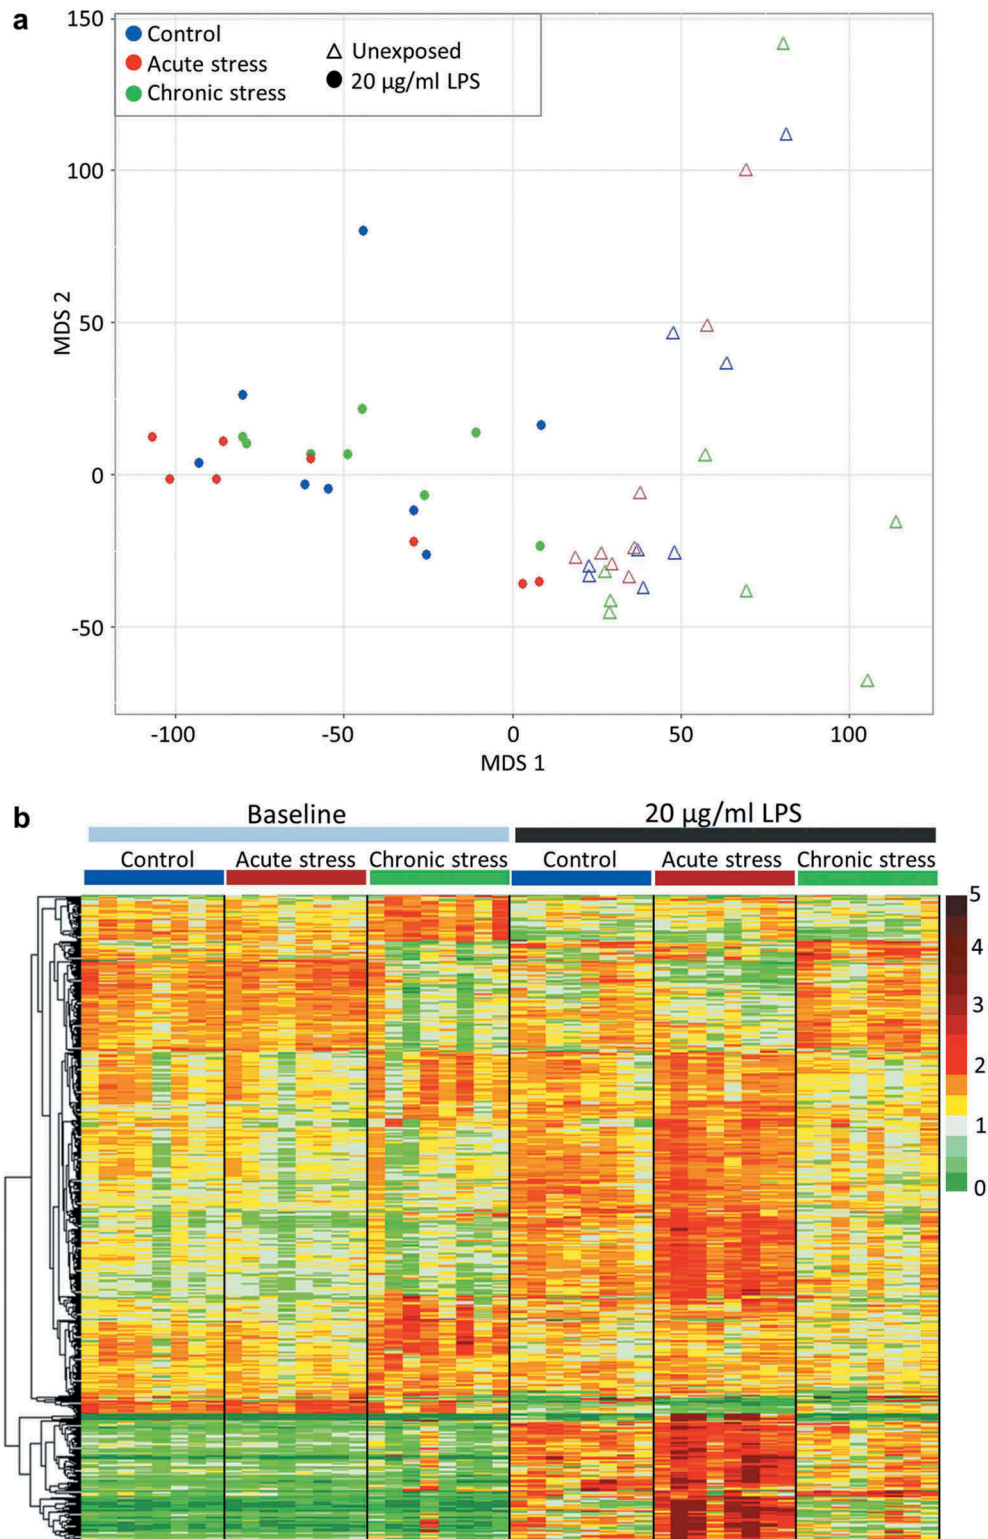 a
Control
Acute stress
Chronic stress
Unexposed
20 µg/ml LPS
150
100
50
0
-50
MDS 2
-100
-50
0
50
100
MDS 1
b
Baseline
20 µg/ml LPS
Control
Acute stress
Chronic stress
Control
Acute stress
Chronic stress
5
4
3
2
1
0